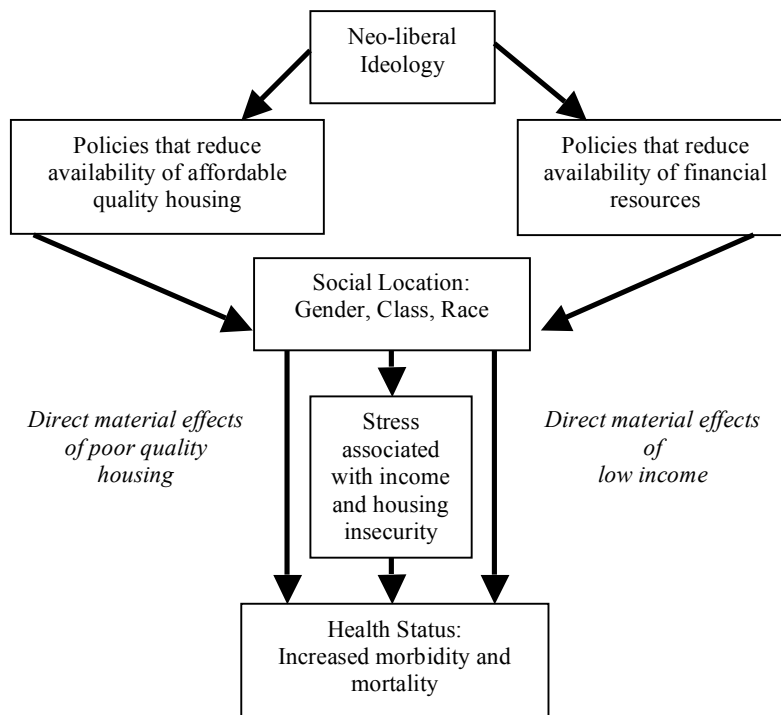 Neo-liberal
Ideology
Policies that reduce
availability of affordable
quality housing
Policies that reduce
availability of financial
resources
Social Location:
Gender, Class, Race
Direct material effects
of poor quality
housing
Stress
associated
with income
and housing
insecurity
Direct material effects
of
low income
Health Status:
Increased morbidity and
mortality